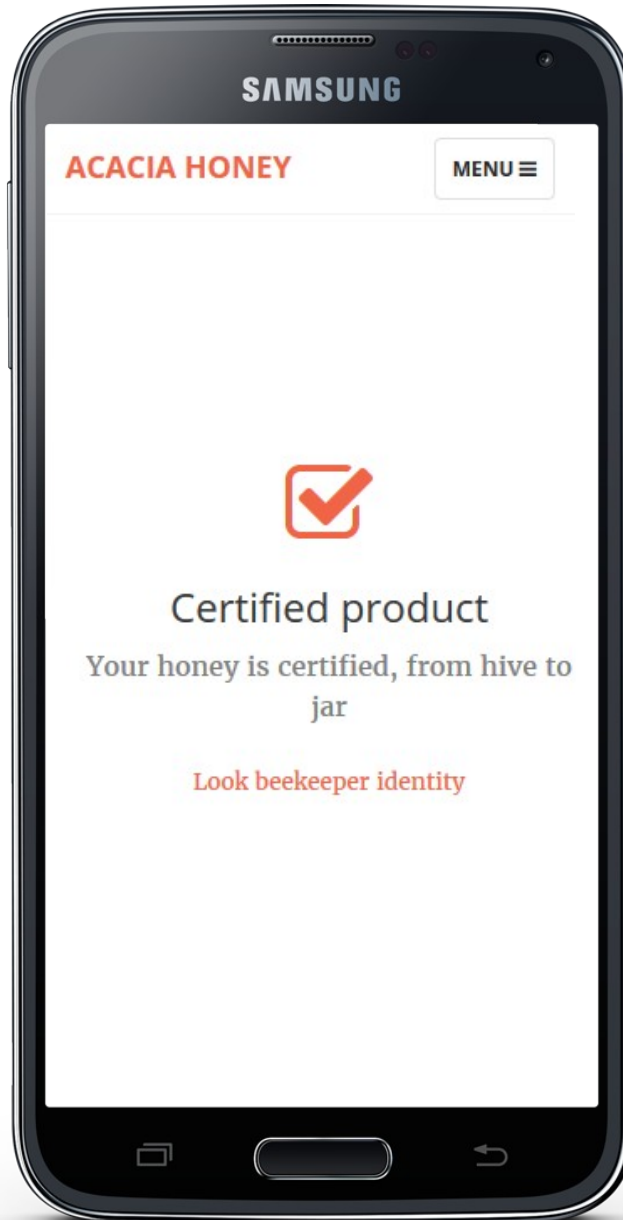 SAMSUNG
ACACIA HONEY
MENU
Certified product
Your honey is certified, from hive to
jar
Look beekeeper identity